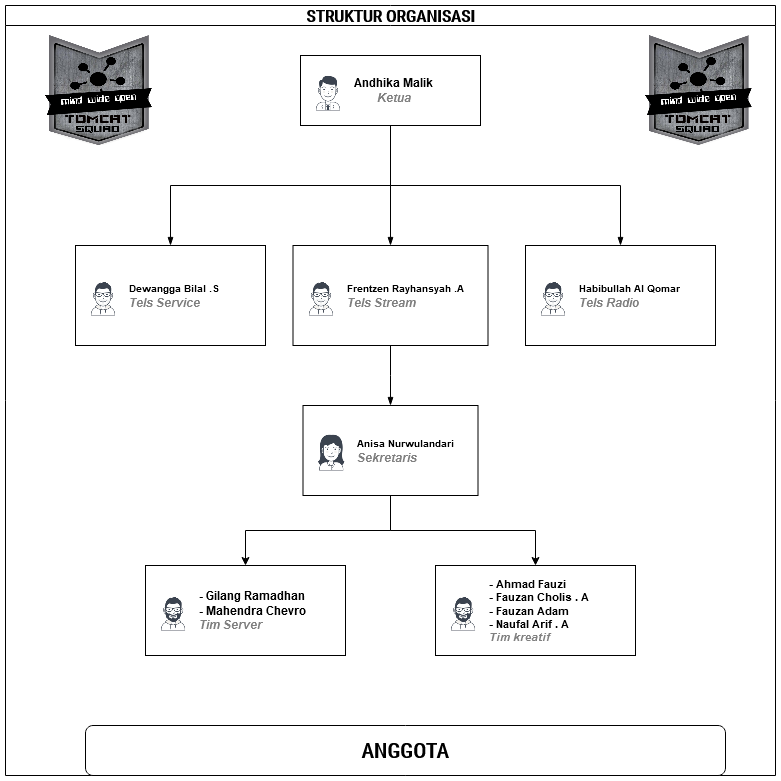 STRUKTUR ORGANISASI
mind wide open
TOMCAT
SQUAD
mind wide open
TOMCAT
SQUAD
Andhika Malik
Ketua
Dewangga Bilal .S
Tels Service
Frentzen Rayhansyah .A
Tels Stream
Habibullah Al Qomar
Tels Radio
Anisa Nurwulandari
Sekretaris
- Gilang Ramadhan
- Mahendra Chevro
Tim Server
- Ahmad Fauzi
- Fauzan Cholis . A
- Fauzan Adam
- Naufal Arif . A
Tim kreatif
ANGGOTA